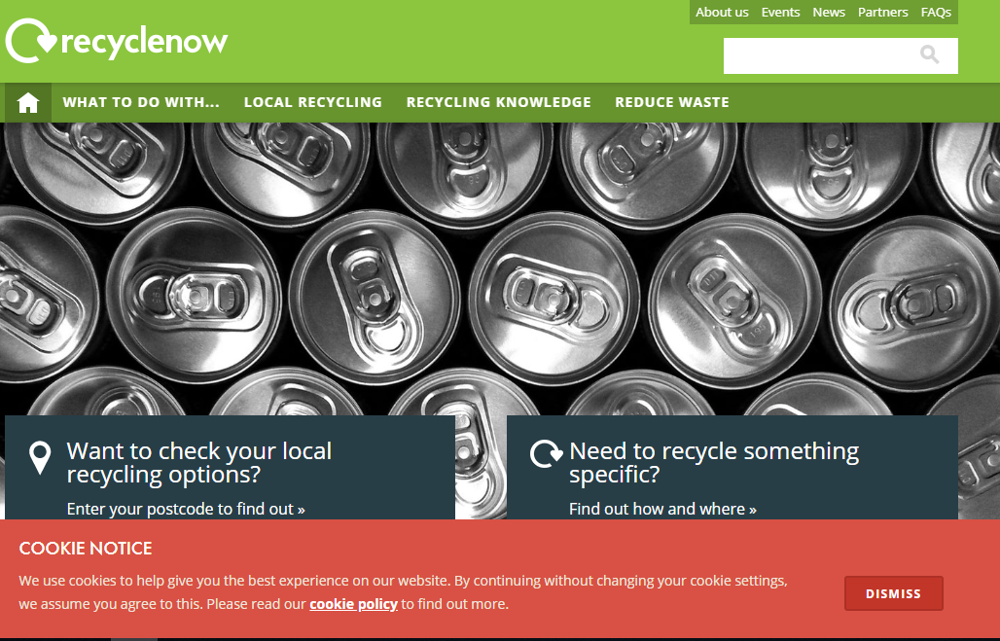 About us Events News Partners FAQs
recyclenow
WHAT TO DO WITH... LOCAL RECYCLING RECYCLING KNOWLEDGE REDUCE WASTE
Want to check your local
recycling options?
Enter your postcode to find out »
Need to recycle something
specific?
Find out how and where »
COOKIE NOTICE
We use cookies to help give you the best experience on our website. By continuing without changing your cookie settings,
we assume you agree to this. Please read our cookie policy to find out more.
DISMISS